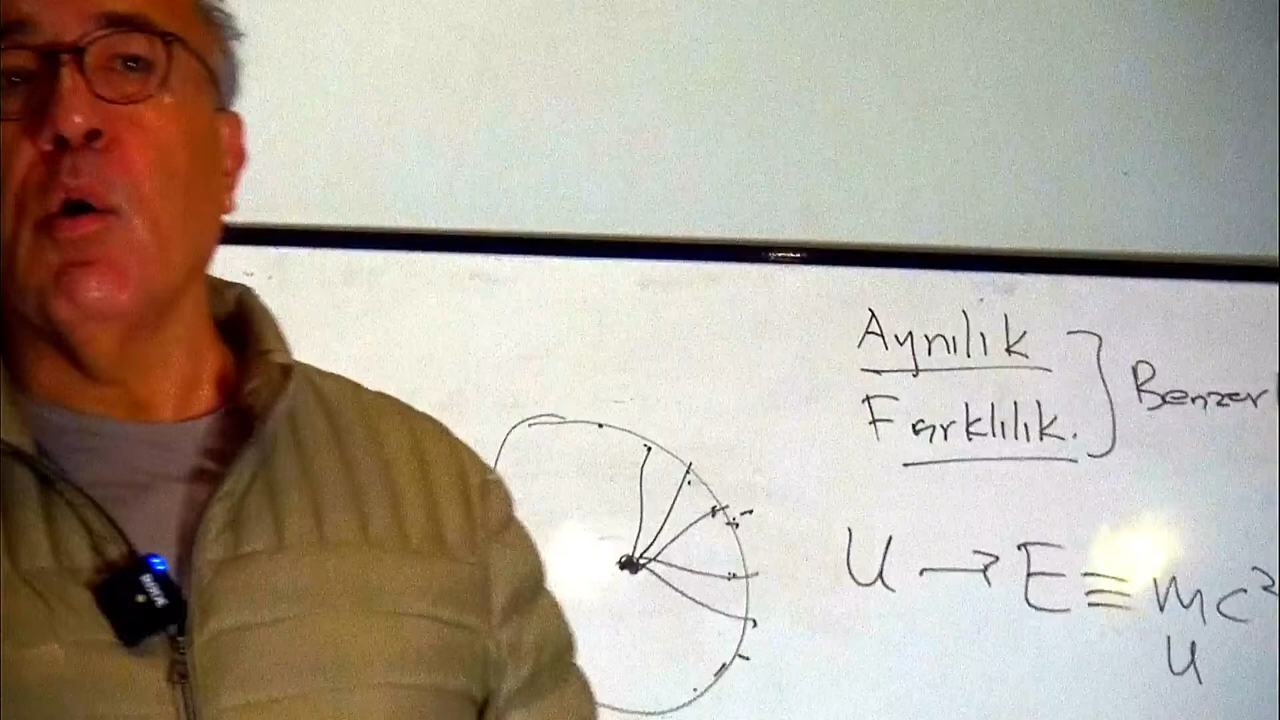 Aynılık
Farklılık.
Benzer
U → E ≡ mc²
U